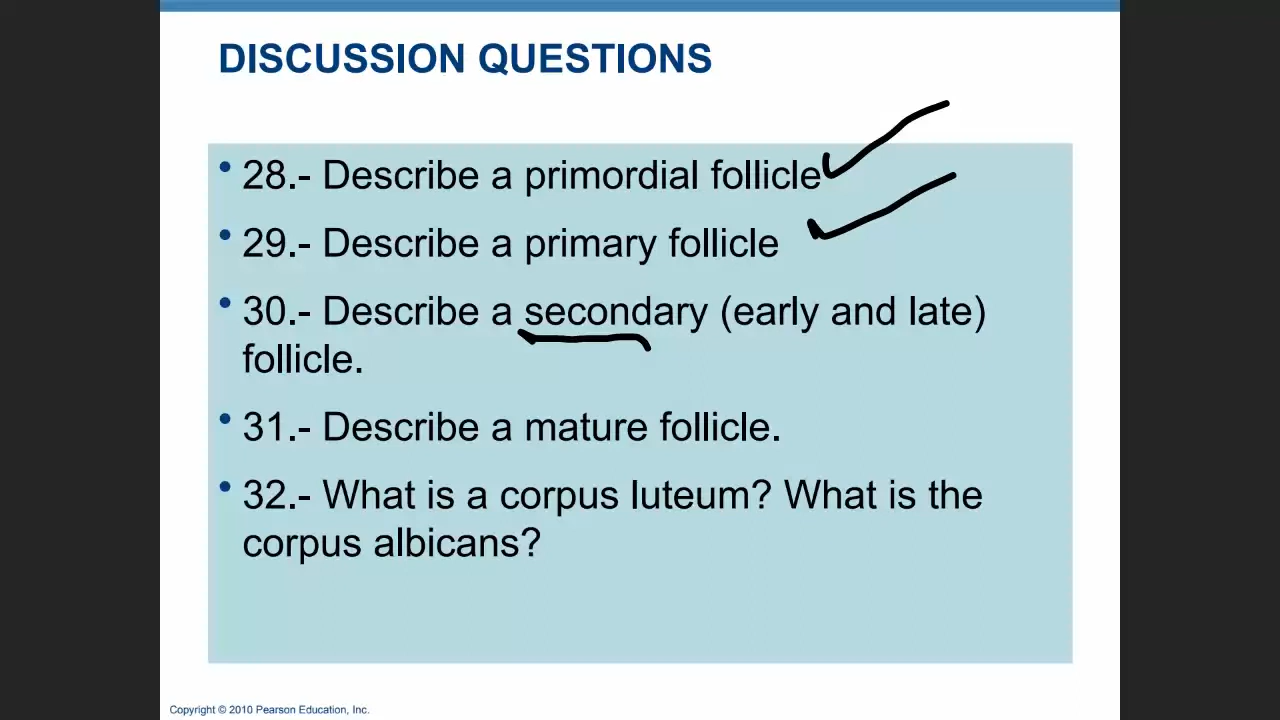 DISCUSSION QUESTIONS
• 28.- Describe a primordial follicle
• 29.- Describe a primary follicle
• 30.- Describe a secondary (early and late)
follicle.
• 31.- Describe a mature follicle.
• 32.- What is a corpus luteum? What is the
corpus albicans?
Copyright © 2010 Pearson Education, Inc.